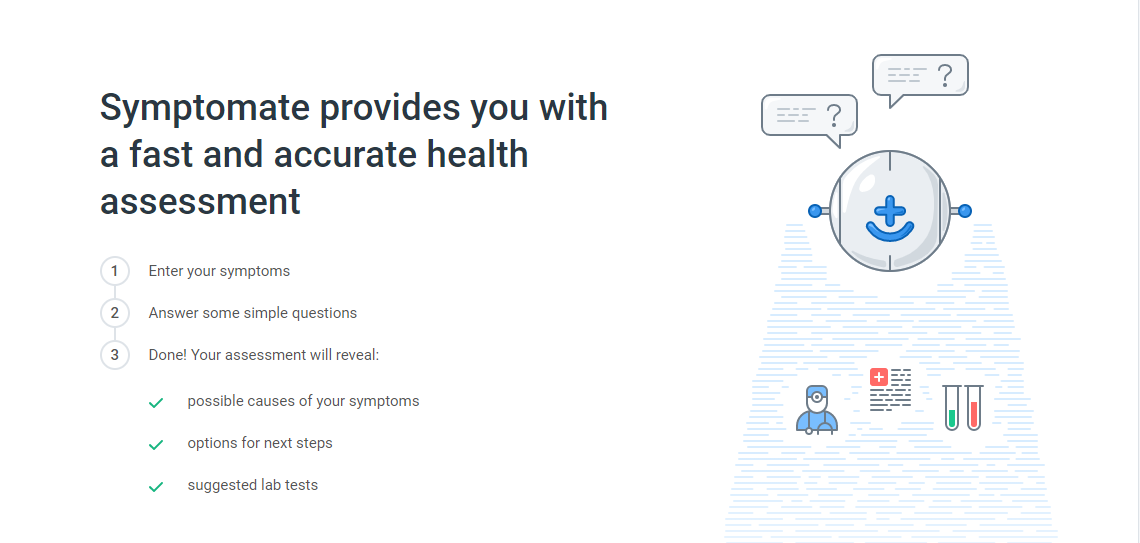 Symptomate provides you with
a fast and accurate health
assessment
1 Enter your symptoms
2 Answer some simple questions
3 Done! Your assessment will reveal:
possible causes of your symptoms
options for next steps
suggested lab tests
?
?